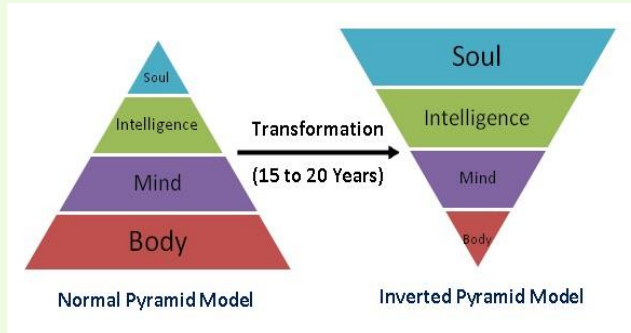 Soul
Intelligence
Mind
Body
Normal Pyramid Model
Transformation
(15 to 20 Years)
Soul
Intelligence
Mind
Body
Inverted Pyramid Model